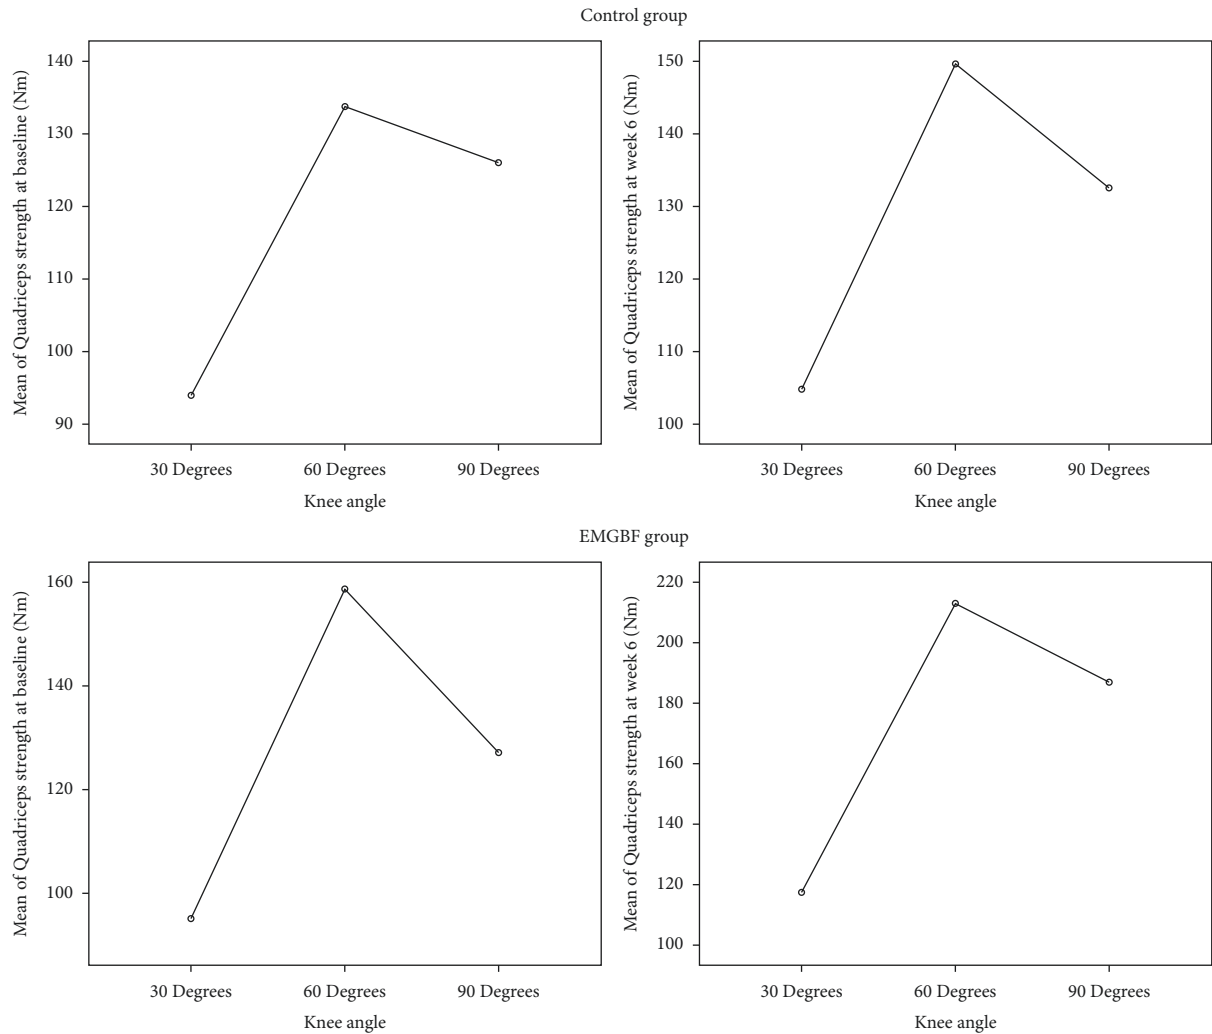 Control group
Mean of Quadriceps strength at baseline (Nm)
140
130
120
110
100
90
30 Degrees 60 Degrees 90 Degrees
Knee angle
Mean of Quadriceps strength at week 6 (Nm)
150
140
130
120
110
100
30 Degrees 60 Degrees 90 Degrees
Knee angle
EMGBF group
Mean of Quadriceps strength at baseline (Nm)
160
140
120
100
30 Degrees 60 Degrees 90 Degrees
Knee angle
Mean of Quadriceps strength at week 6 (Nm)
220
200
180
160
140
120
100
30 Degrees 60 Degrees 90 Degrees
Knee angle